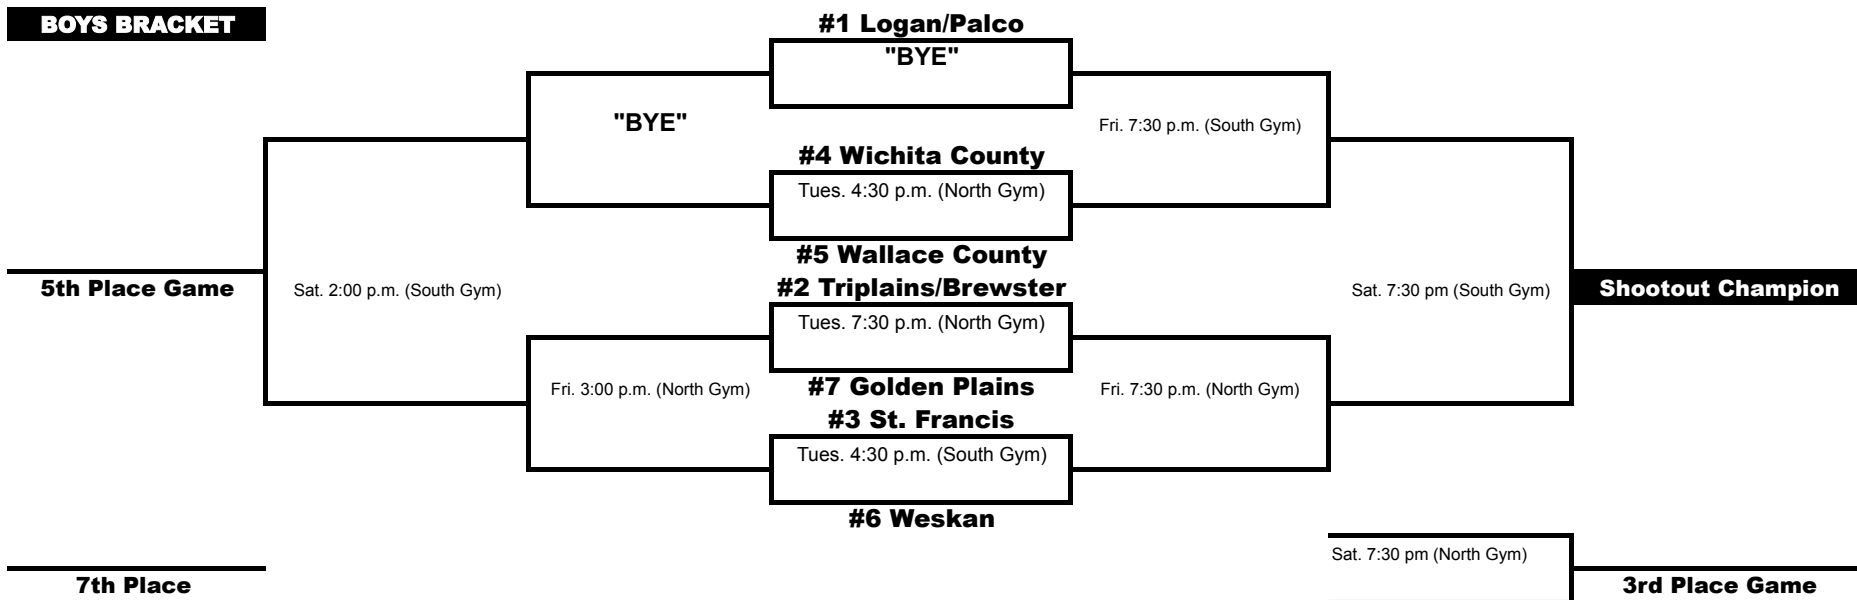 BOYS BRACKET
#1 Logan/Palco
"BYE"
"BYE"
Fri. 7:30 p.m. (South Gym)
#4 Wichita County
Tues. 4:30 p.m. (North Gym)
#5 Wallace County
5th Place Game
Sat. 2:00 p.m. (South Gym)
#2 Triplains/Brewster
Sat. 7:30 pm (South Gym)
Shootout Champion
Tues. 7:30 p.m. (North Gym)
Fri. 3:00 p.m. (North Gym)
#7 Golden Plains
Fri. 7:30 p.m. (North Gym)
#3 St. Francis
Tues. 4:30 p.m. (South Gym)
#6 Weskan
Sat. 7:30 pm (North Gym)
7th Place
3rd Place Game